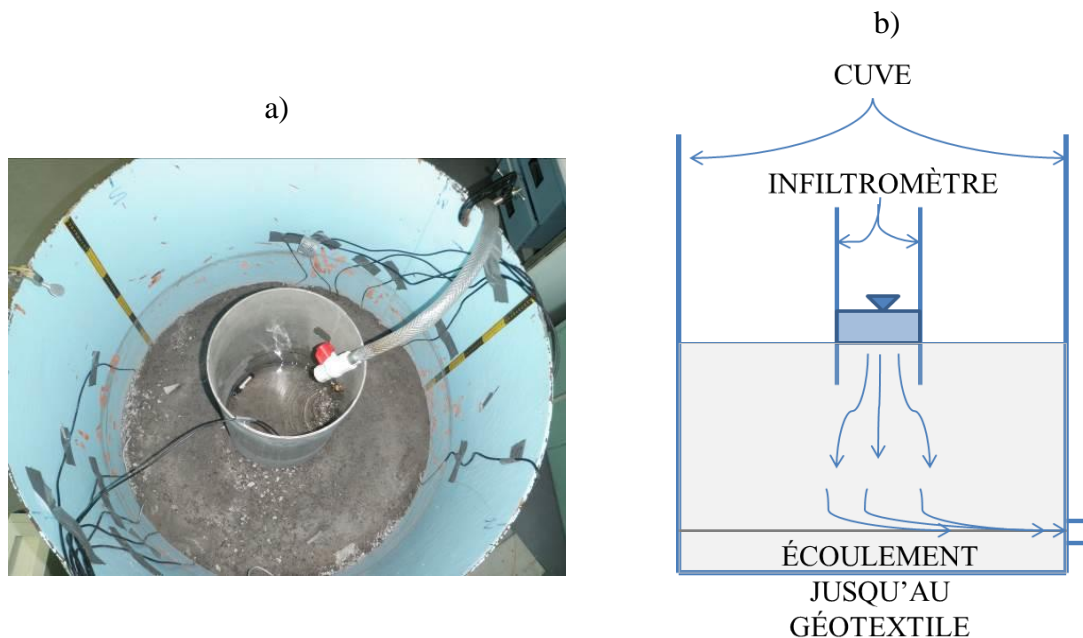 a)
b)
CUVE
INFILTROMÈTRE
ÉCOULEMENT
JUSQU'AU
GÉOTEXTILE